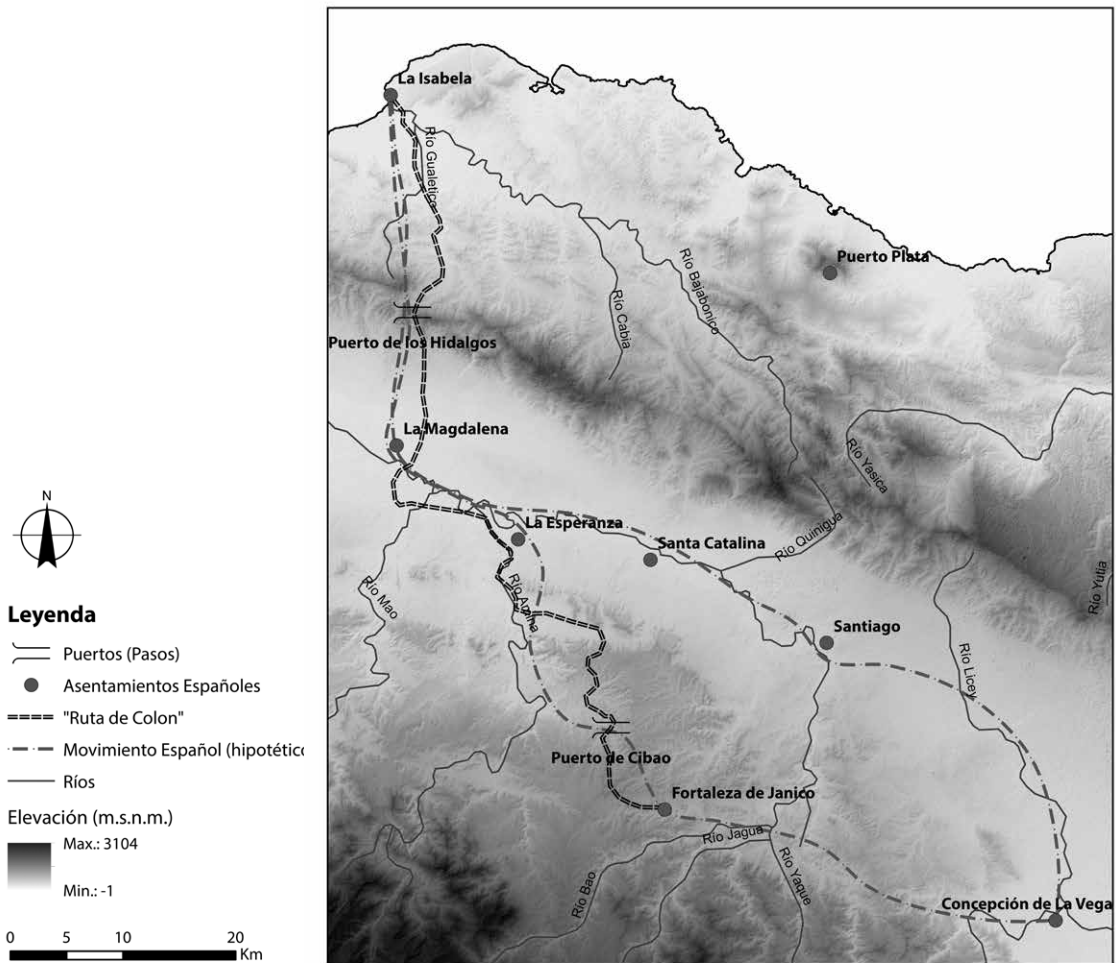 La Isabela
Río Gualetico
Puerto Plata
Río Bajabonico
Río Cabia
Puerto de los Hidalgos
La Magdalena
Río Yasica
La Esperanza
Santa Catalina
Río Quinigua
Río Yutia
Río Mao
Río Amina
Santiago
Río Licey
Puerto de Cibao
Fortaleza de Janico
Río Jagua
Río Bao
Río Yaque
Concepción de La Vega
N
Leyenda
Puertos (Pasos)
Asentamientos Españoles
"Ruta de Colon"
Movimiento Español (hipotétic
Ríos
Elevación (m.s.n.m.)
Max.: 3104
Min.: -1
0 5 10 20
Km